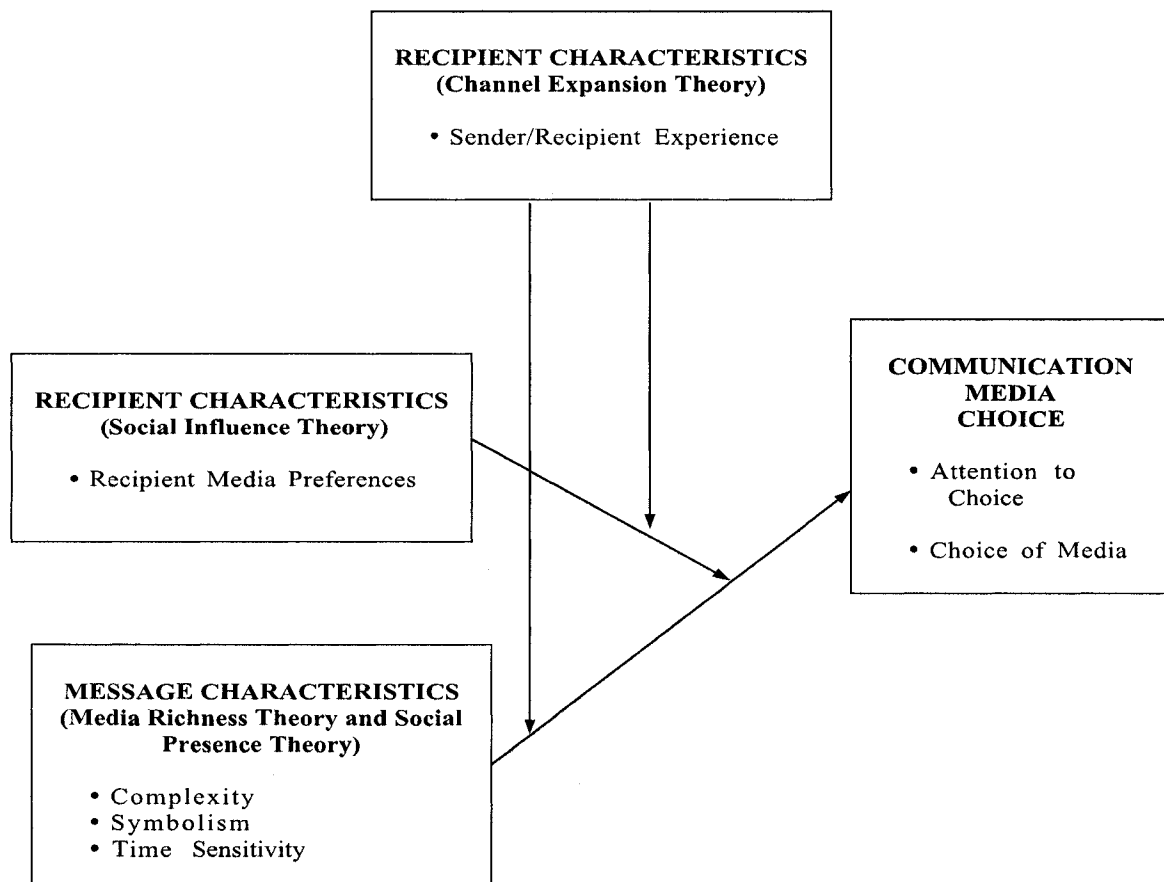 RECIPIENT CHARACTERISTICS
(Channel Expansion Theory)
• Sender/Recipient Experience
RECIPIENT CHARACTERISTICS
(Social Influence Theory)
• Recipient Media Preferences
COMMUNICATION
MEDIA
CHOICE
• Attention to
Choice
• Choice of Media
MESSAGE CHARACTERISTICS
(Media Richness Theory and Social
Presence Theory)
• Complexity
• Symbolism
• Time Sensitivity